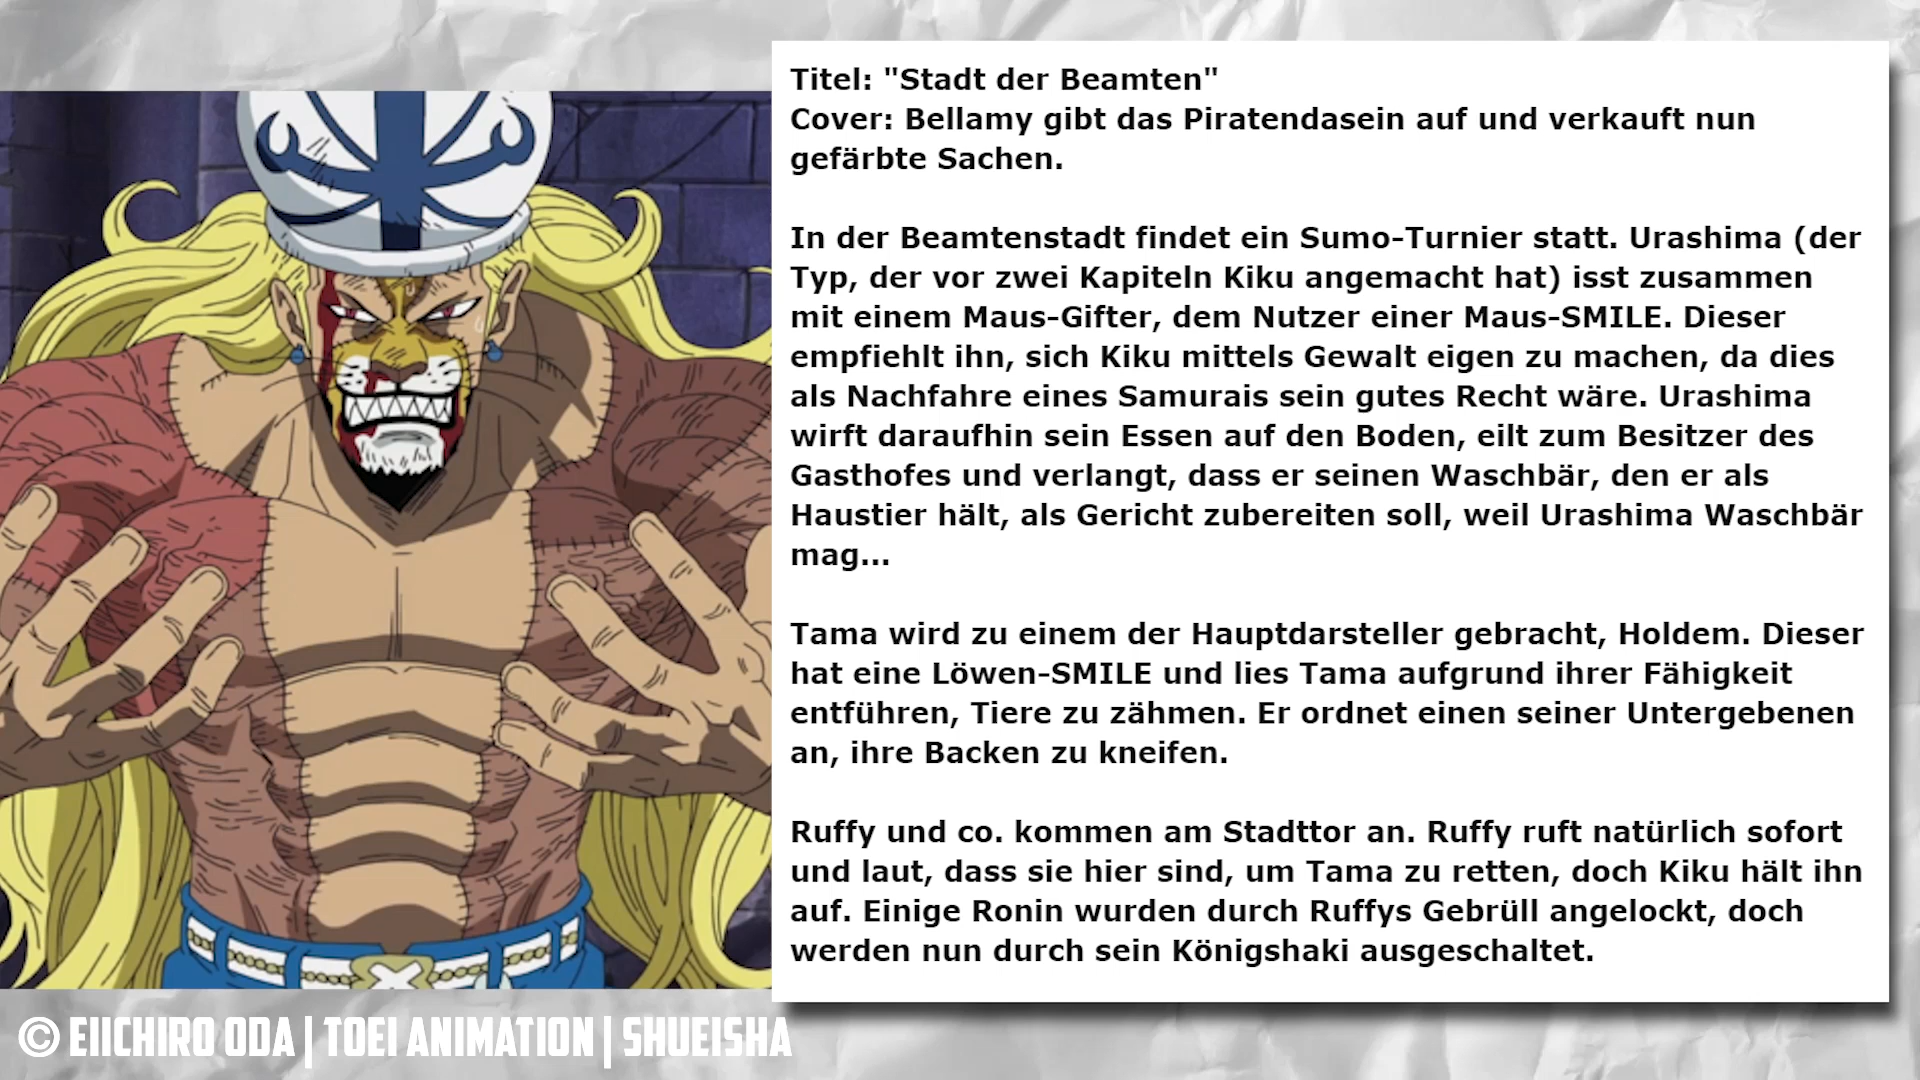 Titel: "Stadt der Beamten"
Cover: Bellamy gibt das Piratendasein auf und verkauft nun
gefärbte Sachen.
In der Beamtenstadt findet ein Sumo-Turnier statt. Urashima (der
Typ, der vor zwei Kapiteln Kiku angemacht hat) isst zusammen
mit einem Maus-Gifter, dem Nutzer einer Maus-SMILE. Dieser
empfiehlt ihn, sich Kiku mittels Gewalt eigen zu machen, da dies
als Nachfahre eines Samurais sein gutes Recht wäre. Urashima
wirft daraufhin sein Essen auf den Boden, eilt zum Besitzer des
Gasthofes und verlangt, dass er seinen Waschbär, den er als
Haustier hält, als Gericht zubereiten soll, weil Urashima Waschbär
mag...
Tama wird zu einem der Hauptdarsteller gebracht, Holdem. Dieser
hat eine Löwen-SMILE und lies Tama aufgrund ihrer Fähigkeit
entführen, Tiere zu zähmen. Er ordnet einen seiner Untergebenen
an, ihre Backen zu kneifen.
Ruffy und co. kommen am Stadttor an. Ruffy ruft natürlich sofort
und laut, dass sie hier sind, um Tama zu retten, doch Kiku hält ihn
auf. Einige Ronin wurden durch Ruffys Gebrüll angelockt, doch
werden nun durch sein Königshaki ausgeschaltet.
© EIICHIRO ODA | TOEI ANIMATION | SHUEISHA